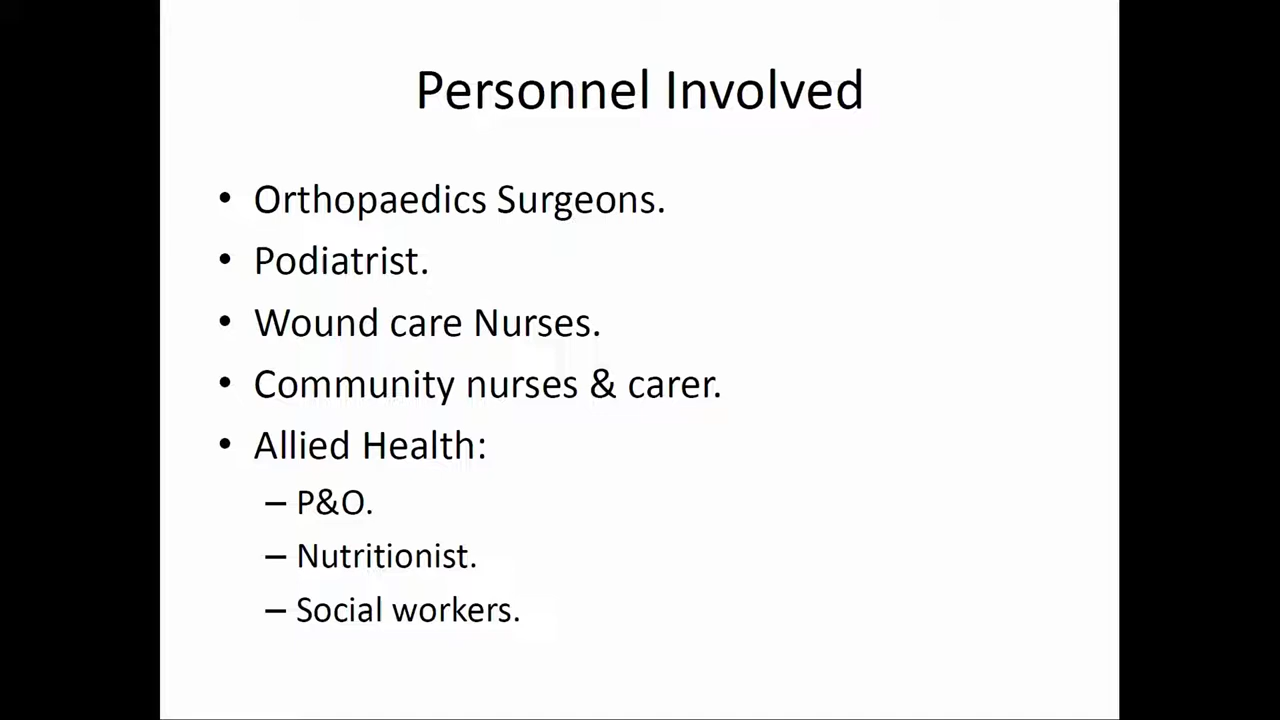 Personnel Involved
• Orthopaedics Surgeons.
• Podiatrist.
• Wound care Nurses.
• Community nurses & carer.
• Allied Health:
– P&O.
– Nutritionist.
– Social workers.